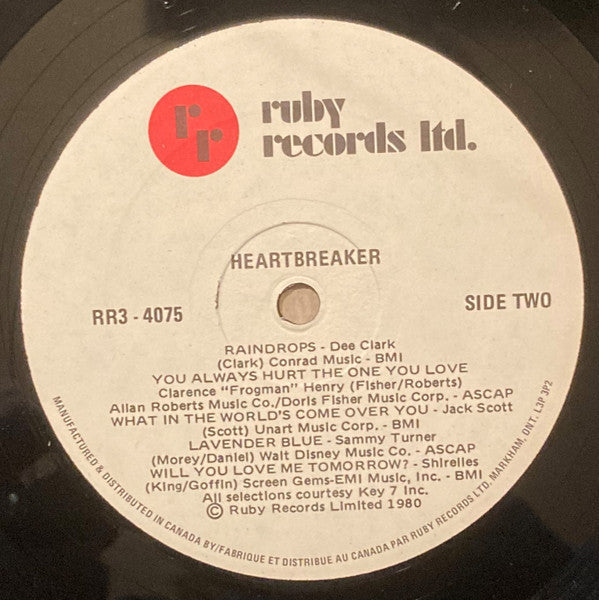 rr
ruby
records ltd.
HEARTBREAKER
RR3 - 4075
SIDE TWO
RAINDROPS - Dee Clark
(Clark) Conrad Music - BMI
YOU ALWAYS HURT THE ONE YOU LOVE
Clarence "Frogman" Henry (Fisher/Roberts)
Allan Roberts Music Co./Doris Fisher Music Corp. - ASCAP
WHAT IN THE WORLD'S COME OVER YOU - Jack Scott
(Scott) Unart Music Corp. - BMI
LAVENDER BLUE - Sammy Turner
(Morey/Daniel) Walt Disney Music Co. - ASCAP
WILL YOU LOVE ME TOMORROW? - Shirelles
(King/Goffin) Screen Gems-EMI Music, Inc. - BMI
All selections courtesy Key 7 Inc.
© Ruby Records Limited 1980
MANUFACTURED & DISTRIBUTED IN CANADA BY/FABRIQUE ET DISTRIBUE AU CANADA PAR RUBY RECORDS LTD. MARKHAM, ONT. L3P 3P2